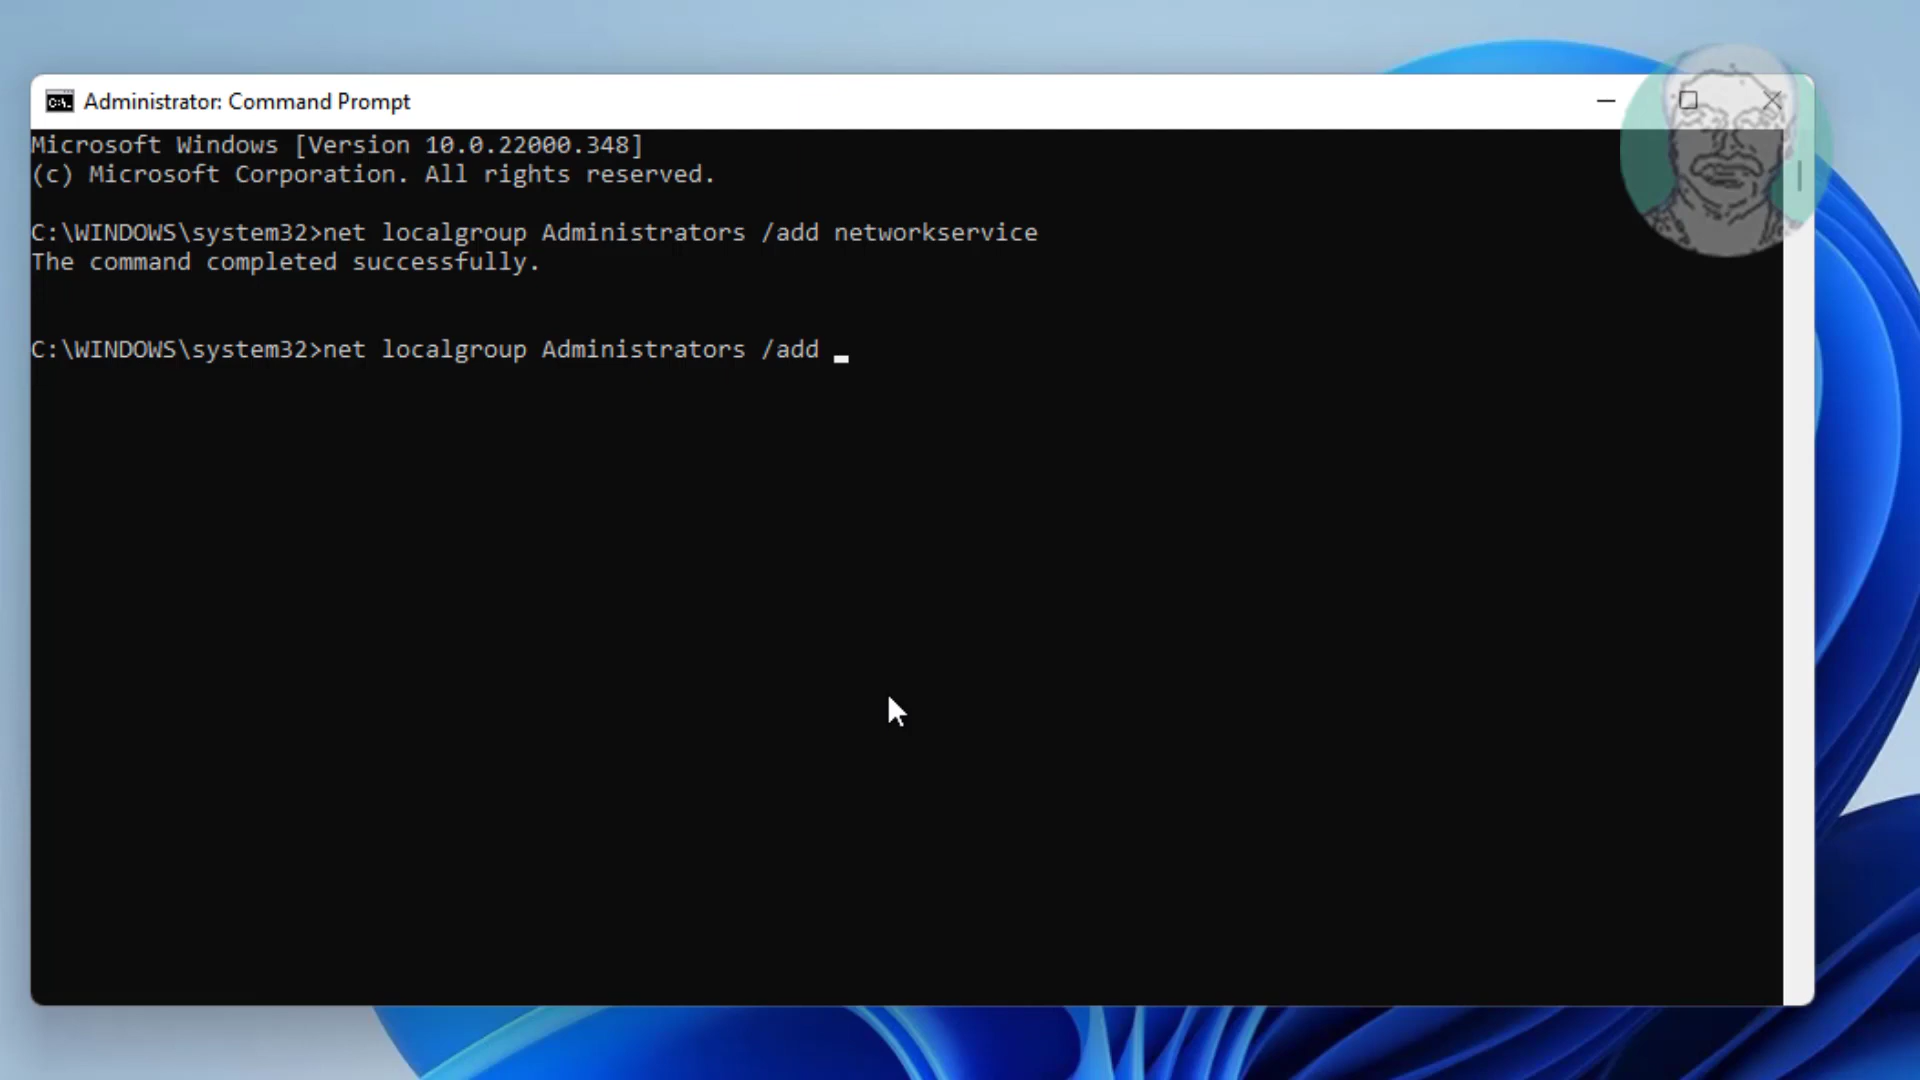 Administrator: Command Prompt
Microsoft Windows [Version 10.0.22000.348]
(c) Microsoft Corporation. All rights reserved.
C:\WINDOWS\system32>net localgroup Administrators /add networkservice
The command completed successfully.
C:\WINDOWS\system32>net localgroup Administrators /add